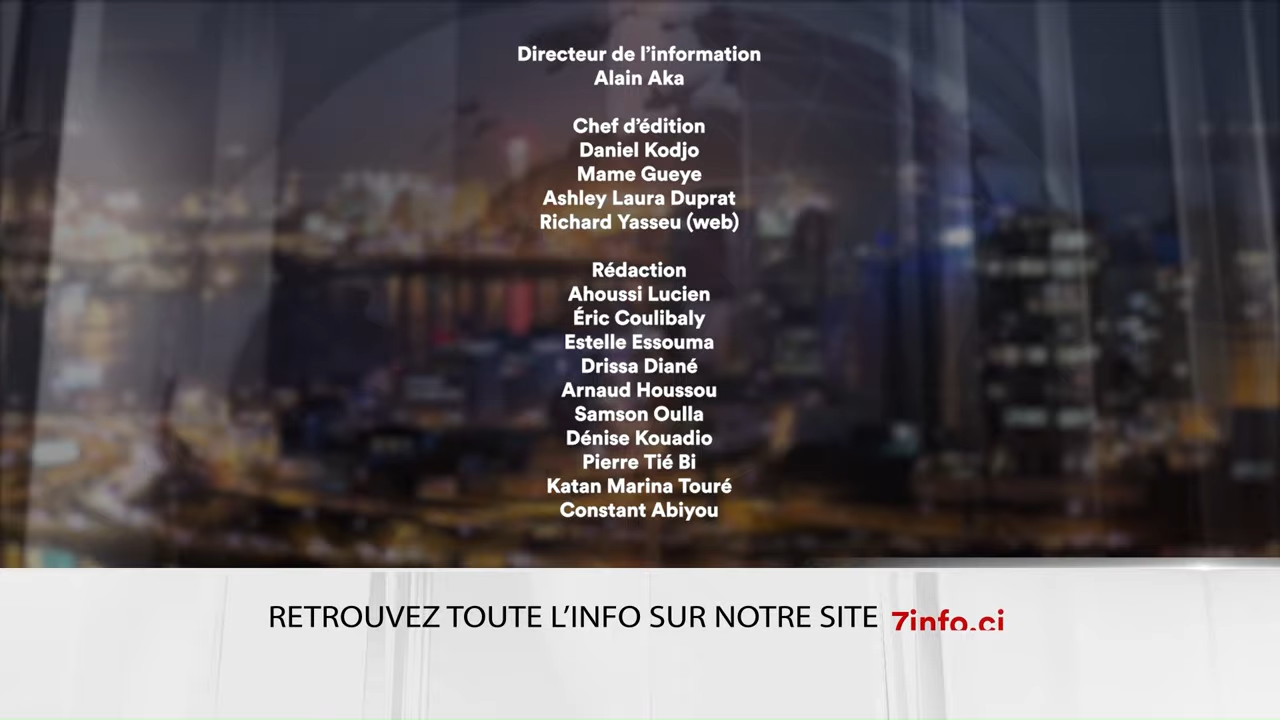 Directeur de l’information
Alain Aka
Chef d’édition
Daniel Kodjo
Mame Gueye
Ashley Laura Duprat
Richard Yasseu (web)
Rédaction
Ahoussi Lucien
Éric Coulibaly
Estelle Essouma
Drissa Diané
Arnaud Houssou
Samson Oulla
Dénise Kouadio
Pierre Tié Bi
Katan Marina Touré
Constant Abiyou
RETROUVEZ TOUTE L’INFO SUR NOTRE SITE 7info.ci